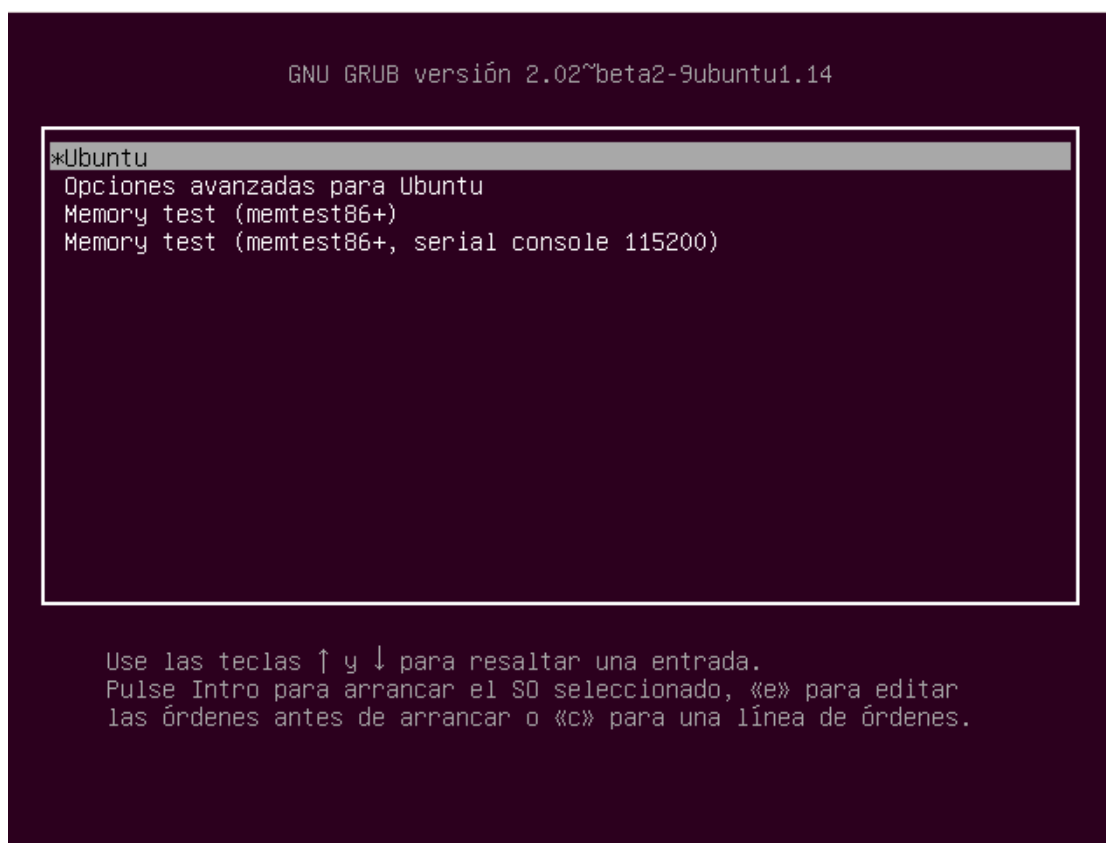 GNU GRUB versión 2.02~beta2-9ubuntu1.14
*Ubuntu
Opciones avanzadas para Ubuntu
Memory test (memtest86+)
Memory test (memtest86+, serial console 115200)
Use las teclas ↑ y ↓ para resaltar una entrada.
Pulse Intro para arrancar el SO seleccionado, «e» para editar
las órdenes antes de arrancar o «c» para una línea de órdenes.